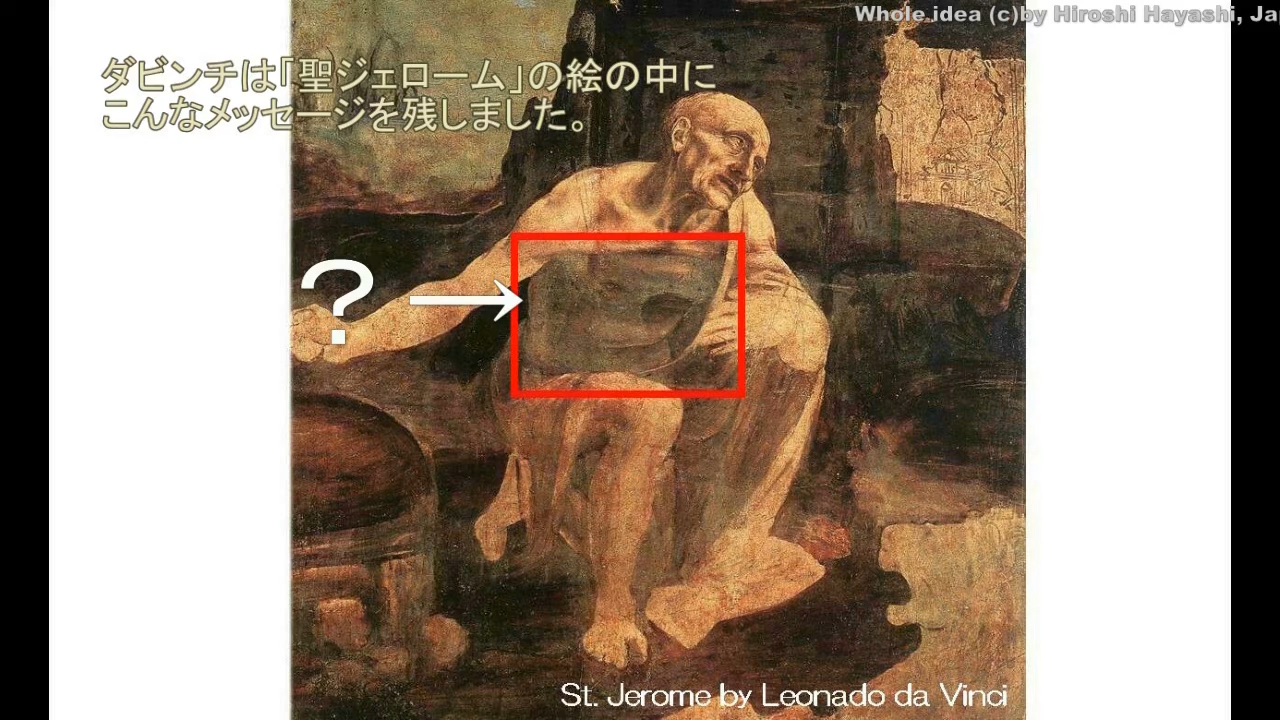 Whole idea (c)by Hiroshi Hayashi, Ja
ダビンチは「聖ジェローム」の絵の中に
こんなメッセージを残しました。
?
St. Jerome by Leonado da Vinci